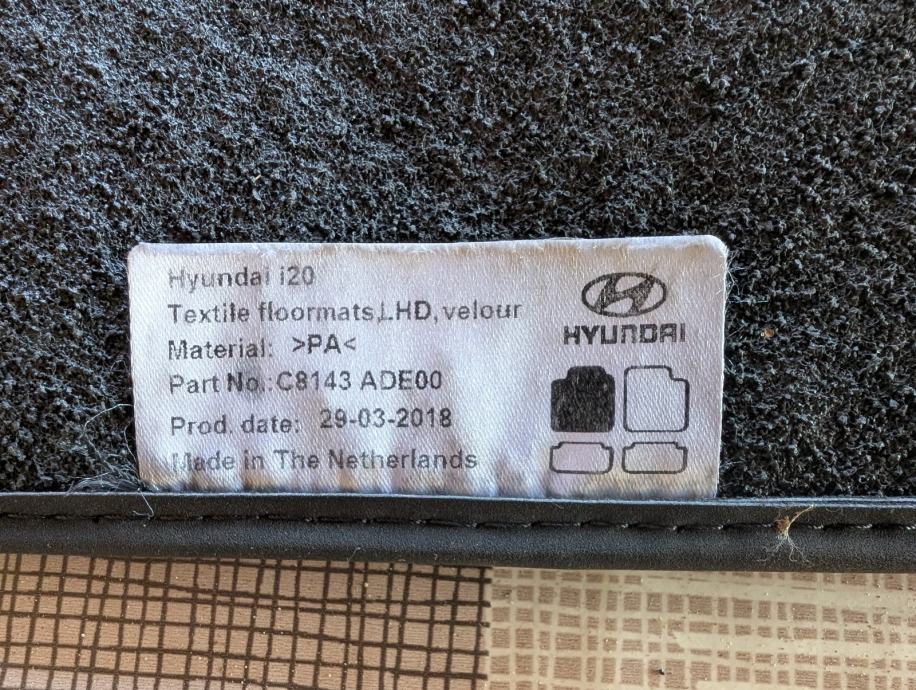 Hyundai i20
Textile floormats,LHD,velour
Material: >PA<
Part No.:C8143 ADE00
Prod. date: 29-03-2018
Made in The Netherlands
HYUNDAI